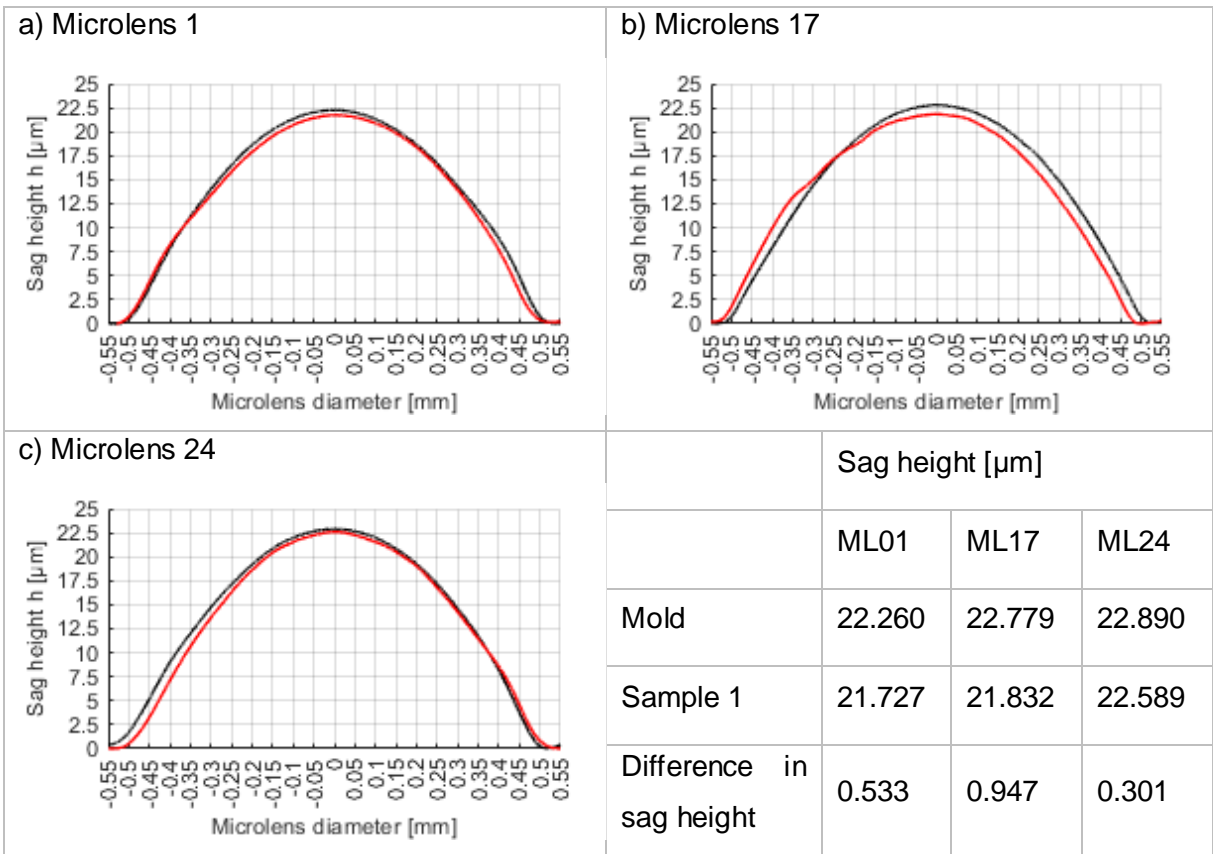 a) Microlens 1
25
22.5
20
17.5
15
12.5
10
7.5
5
2.5
0
Sag height h [µm]
-0.55 -0.5 -0.45 -0.4 -0.35 -0.3 -0.25 -0.2 -0.15 -0.1 -0.05 0 0.05 0.1 0.15 0.2 0.25 0.3 0.35 0.4 0.45 0.5 0.55
Microlens diameter [mm]
b) Microlens 17
25
22.5
20
17.5
15
12.5
10
7.5
5
2.5
0
Sag height h [µm]
-0.55 -0.5 -0.45 -0.4 -0.35 -0.3 -0.25 -0.2 -0.15 -0.1 -0.05 0 0.05 0.1 0.15 0.2 0.25 0.3 0.35 0.4 0.45 0.5 0.55
Microlens diameter [mm]
c) Microlens 24
25
22.5
20
17.5
15
12.5
10
7.5
5
2.5
0
Sag height h [µm]
-0.55 -0.5 -0.45 -0.4 -0.35 -0.3 -0.25 -0.2 -0.15 -0.1 -0.05 0 0.05 0.1 0.15 0.2 0.25 0.3 0.35 0.4 0.45 0.5 0.55
Microlens diameter [mm]
Sag height [µm]
ML01 ML17 ML24
Mold 22.260 22.779 22.890
Sample 1 21.727 21.832 22.589
Difference in
sag height 0.533 0.947 0.301